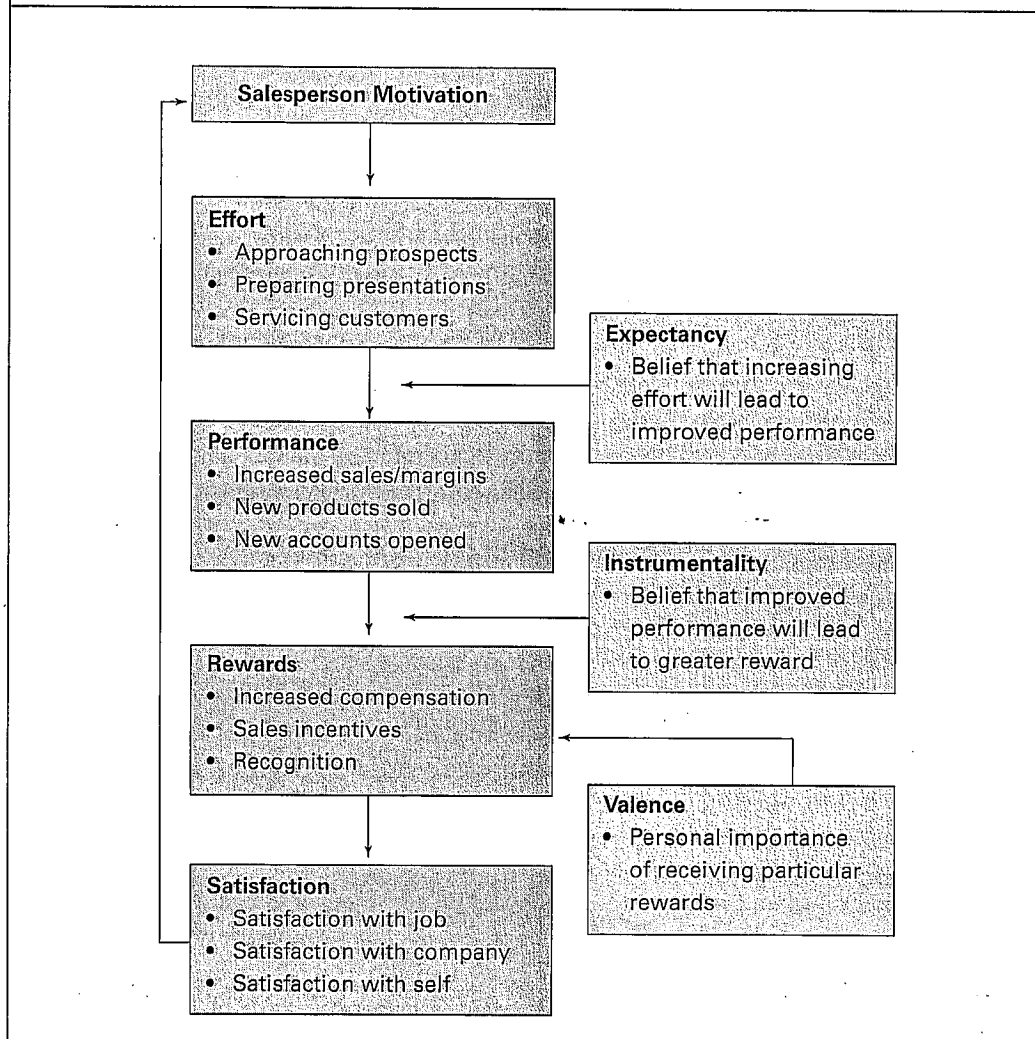 Salesperson Motivation
Effort
• Approaching prospects
• Preparing presentations
• Servicing customers
Expectancy
• Belief that increasing
effort will lead to
improved performance
Performance
• Increased sales/margins
• New products sold
• New accounts opened
Instrumentality
• Belief that improved
performance will lead
to greater reward
Rewards
• Increased compensation
• Sales incentives
• Recognition
Valence
• Personal importance
of receiving particular
rewards
Satisfaction
• Satisfaction with job
• Satisfaction with company
• Satisfaction with self